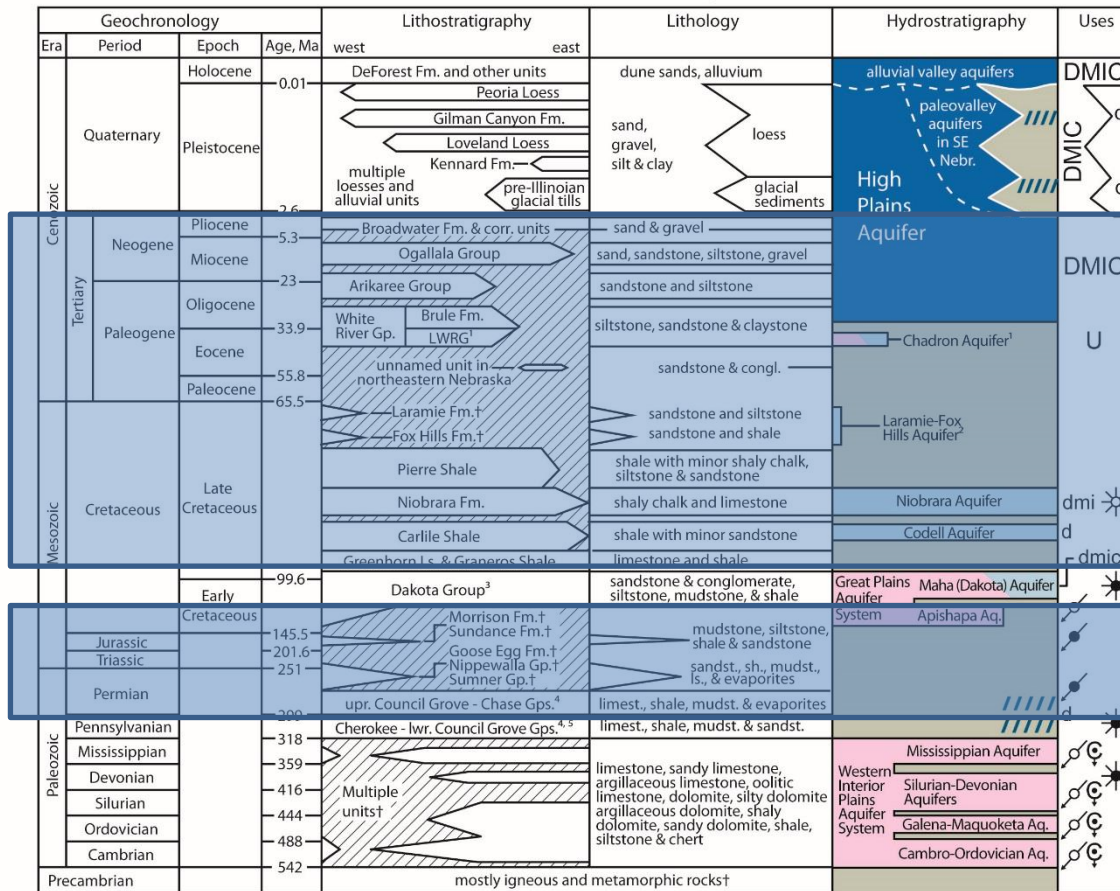 Geochronology
Lithostratigraphy
Lithology
Hydrostratigraphy
Uses
Era
Period
Epoch
Age, Ma
west
east
Cenozoic
Quaternary
Tertiary
Neogene
Paleogene
Holocene
0.01
Pleistocene
2.6
Pliocene
5.3
Miocene
23
Oligocene
33.9
Eocene
55.8
Paleocene
65.5
Mesozoic
Cretaceous
Late
Cretaceous
99.6
Early
Cretaceous
145.5
Jurassic
201.6
Triassic
251
Paleozoic
Permian
299
Pennsylvanian
318
Mississippian
359
Devonian
416
Silurian
444
Ordovician
488
Cambrian
542
Precambrian
DeForest Fm. and other units
Peoria Loess
Gilman Canyon Fm.
Loveland Loess
Kennard Fm.
multiple
loesses and
alluvial units
pre-Illinoian
glacial tills
Broadwater Fm. & corr. units
Ogallala Group
Arikaree Group
White
River Gp.
Brule Fm.
LWRG¹
unnamed unit in
northeastern Nebraska
Laramie Fm.†
Fox Hills Fm.†
Pierre Shale
Niobrara Fm.
Carlile Shale
Greenhorn Ls. & Graneros Shale
Dakota Group³
Morrison Fm.†
Sundance Fm.†
Goose Egg Fm.†
Nippewalla Gp.†
Sumner Gp.†
upr. Council Grove - Chase Gps.⁴
Cherokee - lwr. Council Grove Gps.⁴, ⁵
Multiple
units†
mostly igneous and metamorphic rocks†
dune sands, alluvium
sand,
gravel,
silt & clay
loess
glacial
sediments
sand & gravel
sand, sandstone, siltstone, gravel
sandstone and siltstone
siltstone, sandstone & claystone
sandstone & congl.
sandstone and siltstone
sandstone and shale
shale with minor shaly chalk,
siltstone & sandstone
shaly chalk and limestone
shale with minor sandstone
limestone and shale
sandstone & conglomerate,
siltstone, mudstone, & shale
mudstone, siltstone,
shale & sandstone
sandst., sh., mudst.,
ls., & evaporites
limest., shale, mudst. & evaporites
limest., shale, mudst. & sandst.
limestone, sandy limestone,
argillaceous limestone, oolitic
limestone, dolomite, silty dolomite
argillaceous dolomite, shaly
dolomite, sandy dolomite, shale,
siltstone & chert
alluvial valley aquifers
paleovalley
aquifers
in SE
Nebr.
High
Plains
Aquifer
Chadron Aquifer¹
Laramie-Fox
Hills Aquifer²
Niobrara Aquifer
Codell Aquifer
Great Plains
Aquifer
System
Maha (Dakota) Aquifer
Apishapa Aq.
Western
Interior
Plains
Aquifer
System
Mississippian Aquifer
Silurian-Devonian
Aquifers
Galena-Maquoketa Aq.
Cambro-Ordovician Aq.
DMIC
DMIC
DMIC
U
dmi
d
dmic
d